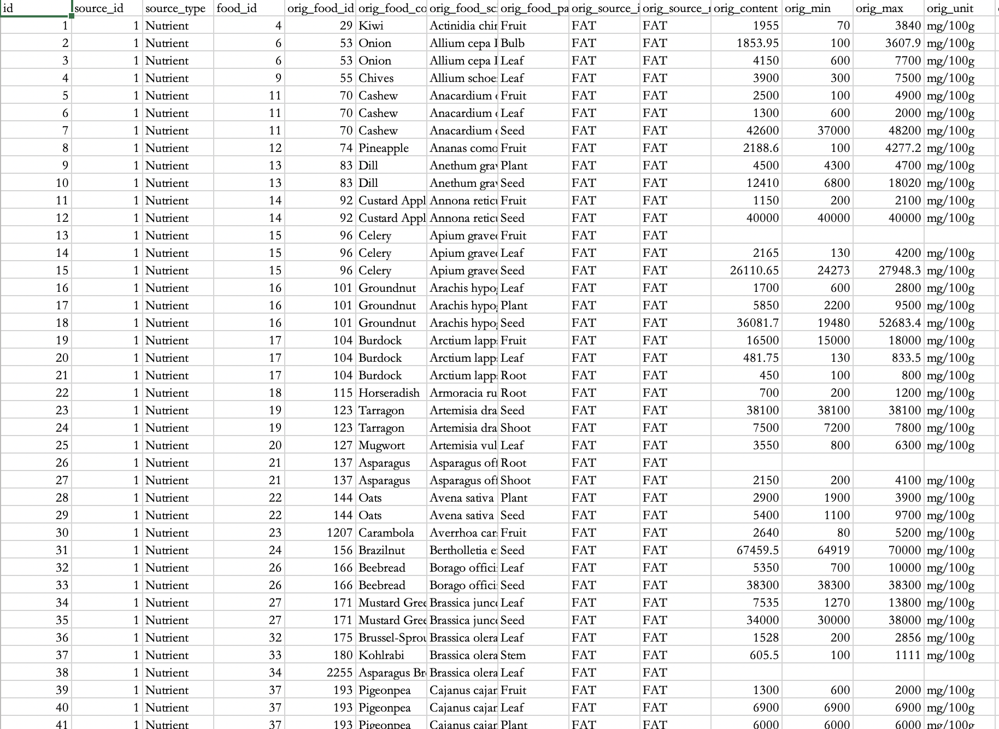 id source_id source_type food_id orig_food_id orig_food_co orig_food_sci orig_food_pa orig_source_i orig_source_r orig_content orig_min orig_max orig_unit
1 1 Nutrient 4 29 Kiwi Actinidia chin Fruit FAT FAT 1955 70 3840 mg/100g
2 1 Nutrient 6 53 Onion Allium cepa L Bulb FAT FAT 1853.95 100 3607.9 mg/100g
3 1 Nutrient 6 53 Onion Allium cepa L Leaf FAT FAT 4150 600 7700 mg/100g
4 1 Nutrient 9 55 Chives Allium schoe Leaf FAT FAT 3900 300 7500 mg/100g
5 1 Nutrient 11 70 Cashew Anacardium Fruit FAT FAT 2500 100 4900 mg/100g
6 1 Nutrient 11 70 Cashew Anacardium Leaf FAT FAT 1300 600 2000 mg/100g
7 1 Nutrient 11 70 Cashew Anacardium Seed FAT FAT 42600 37000 48200 mg/100g
8 1 Nutrient 12 74 Pineapple Ananas como Fruit FAT FAT 2188.6 100 4277.2 mg/100g
9 1 Nutrient 13 83 Dill Anethum grav Plant FAT FAT 4500 4300 4700 mg/100g
10 1 Nutrient 13 83 Dill Anethum grav Seed FAT FAT 12410 6800 18020 mg/100g
11 1 Nutrient 14 92 Custard Appl Annona reticu Fruit FAT FAT 1150 200 2100 mg/100g
12 1 Nutrient 14 92 Custard Appl Annona reticu Seed FAT FAT 40000 40000 40000 mg/100g
13 1 Nutrient 15 96 Celery Apium grave Fruit FAT FAT
14 1 Nutrient 15 96 Celery Apium grave Leaf FAT FAT 2165 130 4200 mg/100g
15 1 Nutrient 15 96 Celery Apium grave Seed FAT FAT 26110.65 24273 27948.3 mg/100g
16 1 Nutrient 16 101 Groundnut Arachis hypo Leaf FAT FAT 1700 600 2800 mg/100g
17 1 Nutrient 16 101 Groundnut Arachis hypo Plant FAT FAT 5850 2200 9500 mg/100g
18 1 Nutrient 16 101 Groundnut Arachis hypo Seed FAT FAT 36081.7 19480 52683.4 mg/100g
19 1 Nutrient 17 104 Burdock Arctium lapp Fruit FAT FAT 16500 15000 18000 mg/100g
20 1 Nutrient 17 104 Burdock Arctium lapp Leaf FAT FAT 481.75 130 833.5 mg/100g
21 1 Nutrient 17 104 Burdock Arctium lapp Root FAT FAT 450 100 800 mg/100g
22 1 Nutrient 18 115 Horseradish Armoracia ru Root FAT FAT 700 200 1200 mg/100g
23 1 Nutrient 19 123 Tarragon Artemisia dra Seed FAT FAT 38100 38100 38100 mg/100g
24 1 Nutrient 19 123 Tarragon Artemisia dra Shoot FAT FAT 7500 7200 7800 mg/100g
25 1 Nutrient 20 127 Mugwort Artemisia vul Leaf FAT FAT 3550 800 6300 mg/100g
26 1 Nutrient 21 137 Asparagus Asparagus off Root FAT FAT
27 1 Nutrient 21 137 Asparagus Asparagus off Shoot FAT FAT 2150 200 4100 mg/100g
28 1 Nutrient 22 144 Oats Avena sativa Plant FAT FAT 2900 1900 3900 mg/100g
29 1 Nutrient 22 144 Oats Avena sativa Seed FAT FAT 5400 1100 9700 mg/100g
30 1 Nutrient 23 1207 Carambola Averrhoa car Fruit FAT FAT 2640 80 5200 mg/100g
31 1 Nutrient 24 156 Brazilnut Bertholletia e Seed FAT FAT 67459.5 64919 70000 mg/100g
32 1 Nutrient 26 166 Beebread Borago offici Leaf FAT FAT 5350 700 10000 mg/100g
33 1 Nutrient 26 166 Beebread Borago offici Seed FAT FAT 38300 38300 38300 mg/100g
34 1 Nutrient 27 171 Mustard Gree Brassica junce Leaf FAT FAT 7535 1270 13800 mg/100g
35 1 Nutrient 27 171 Mustard Gree Brassica junce Seed FAT FAT 34000 30000 38000 mg/100g
36 1 Nutrient 32 175 Brussel-Sprou Brassica olera Leaf FAT FAT 1528 200 2856 mg/100g
37 1 Nutrient 33 180 Kohlrabi Brassica olera Stem FAT FAT 605.5 100 1111 mg/100g
38 1 Nutrient 34 2255 Asparagus Br Brassica olera Leaf FAT FAT
39 1 Nutrient 37 193 Pigeonpea Cajanus cajan Fruit FAT FAT 1300 600 2000 mg/100g
40 1 Nutrient 37 193 Pigeonpea Cajanus cajan Leaf FAT FAT 6900 6900 6900 mg/100g
41 1 Nutrient 37 193 Pigeonpea Cajanus cajan Plant FAT FAT 6000 6000 6000 mg/100g